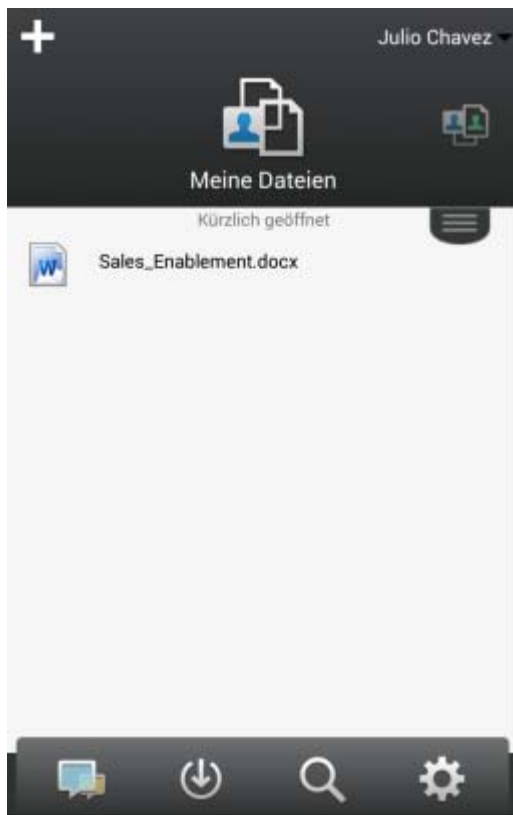 Julio Chavez
Meine Dateien
Kürzlich geöffnet
Sales_Enablement.docx